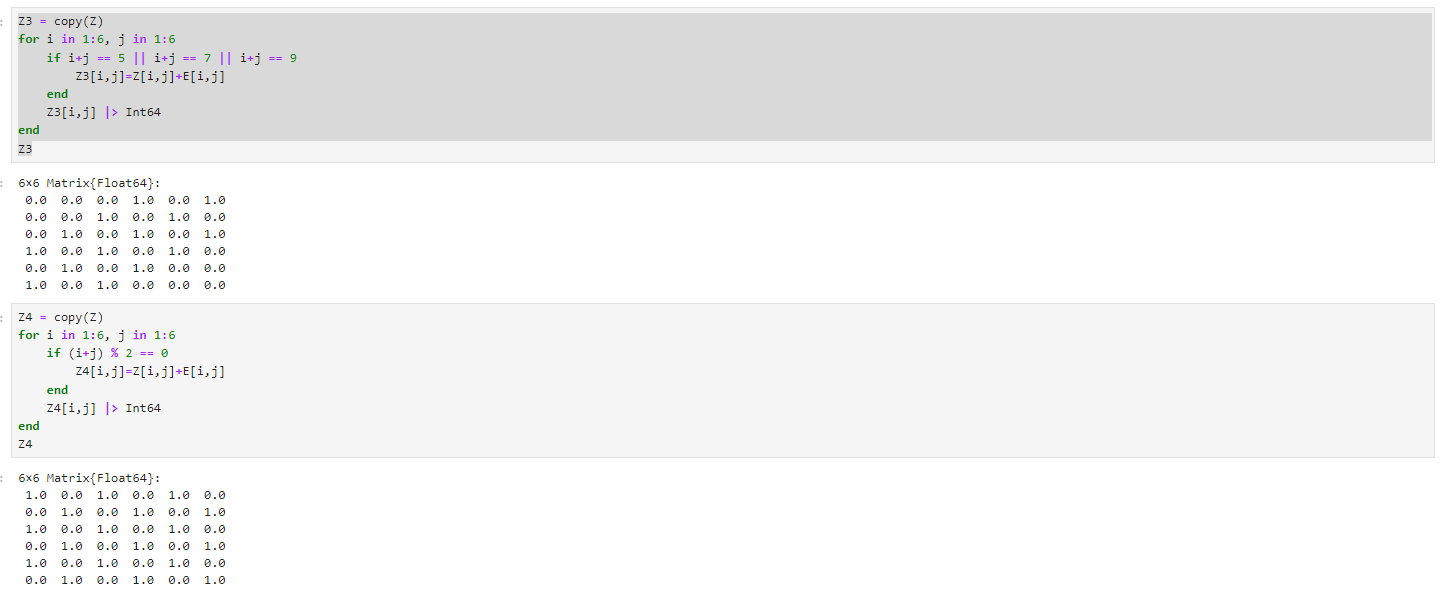 Z3 = copy(Z)
for i in 1:6, j in 1:6
    if i+j == 5 || i+j == 7 || i+j == 9
        Z3[i,j]=Z[i,j]+E[i,j]
    end
    Z3[i,j] |> Int64
end
Z3
6×6 Matrix{Float64}:
 0.0  0.0  0.0  1.0  0.0  1.0
 0.0  0.0  1.0  0.0  1.0  0.0
 0.0  1.0  0.0  1.0  0.0  1.0
 1.0  0.0  1.0  0.0  1.0  0.0
 0.0  1.0  0.0  1.0  0.0  0.0
 1.0  0.0  1.0  0.0  0.0  0.0
Z4 = copy(Z)
for i in 1:6, j in 1:6
    if (i+j) % 2 == 0
        Z4[i,j]=Z[i,j]+E[i,j]
    end
    Z4[i,j] |> Int64
end
Z4
6×6 Matrix{Float64}:
 1.0  0.0  1.0  0.0  1.0  0.0
 0.0  1.0  0.0  1.0  0.0  1.0
 1.0  0.0  1.0  0.0  1.0  0.0
 0.0  1.0  0.0  1.0  0.0  1.0
 1.0  0.0  1.0  0.0  1.0  0.0
 0.0  1.0  0.0  1.0  0.0  1.0